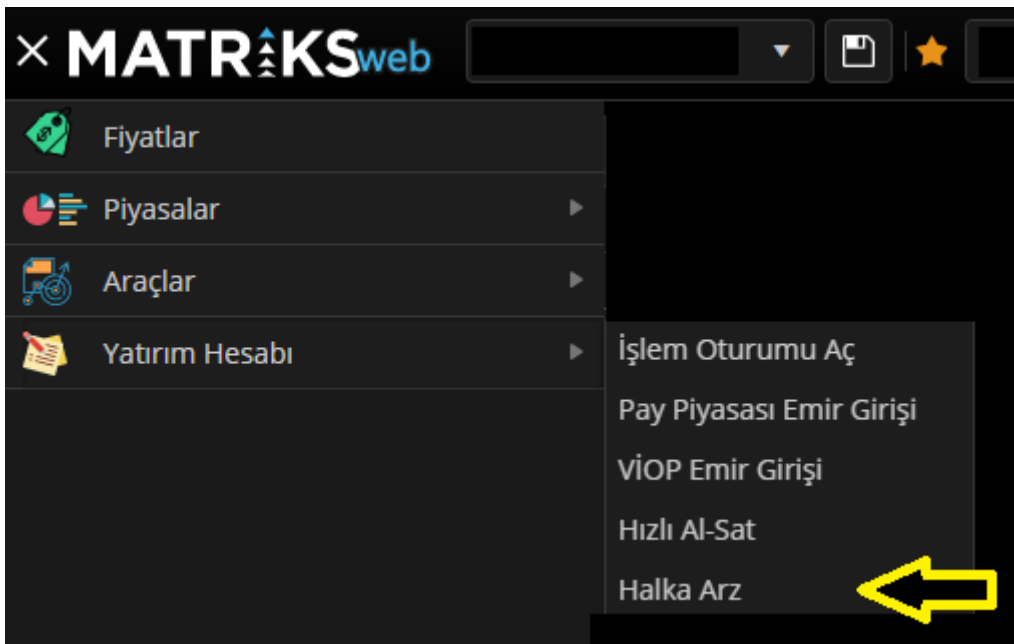 MATRİKSweb
Fiyatlar
Piyasalar
Araçlar
Yatırım Hesabı
İşlem Oturumu Aç
Pay Piyasası Emir Girişi
VİOP Emir Girişi
Hızlı Al-Sat
Halka Arz